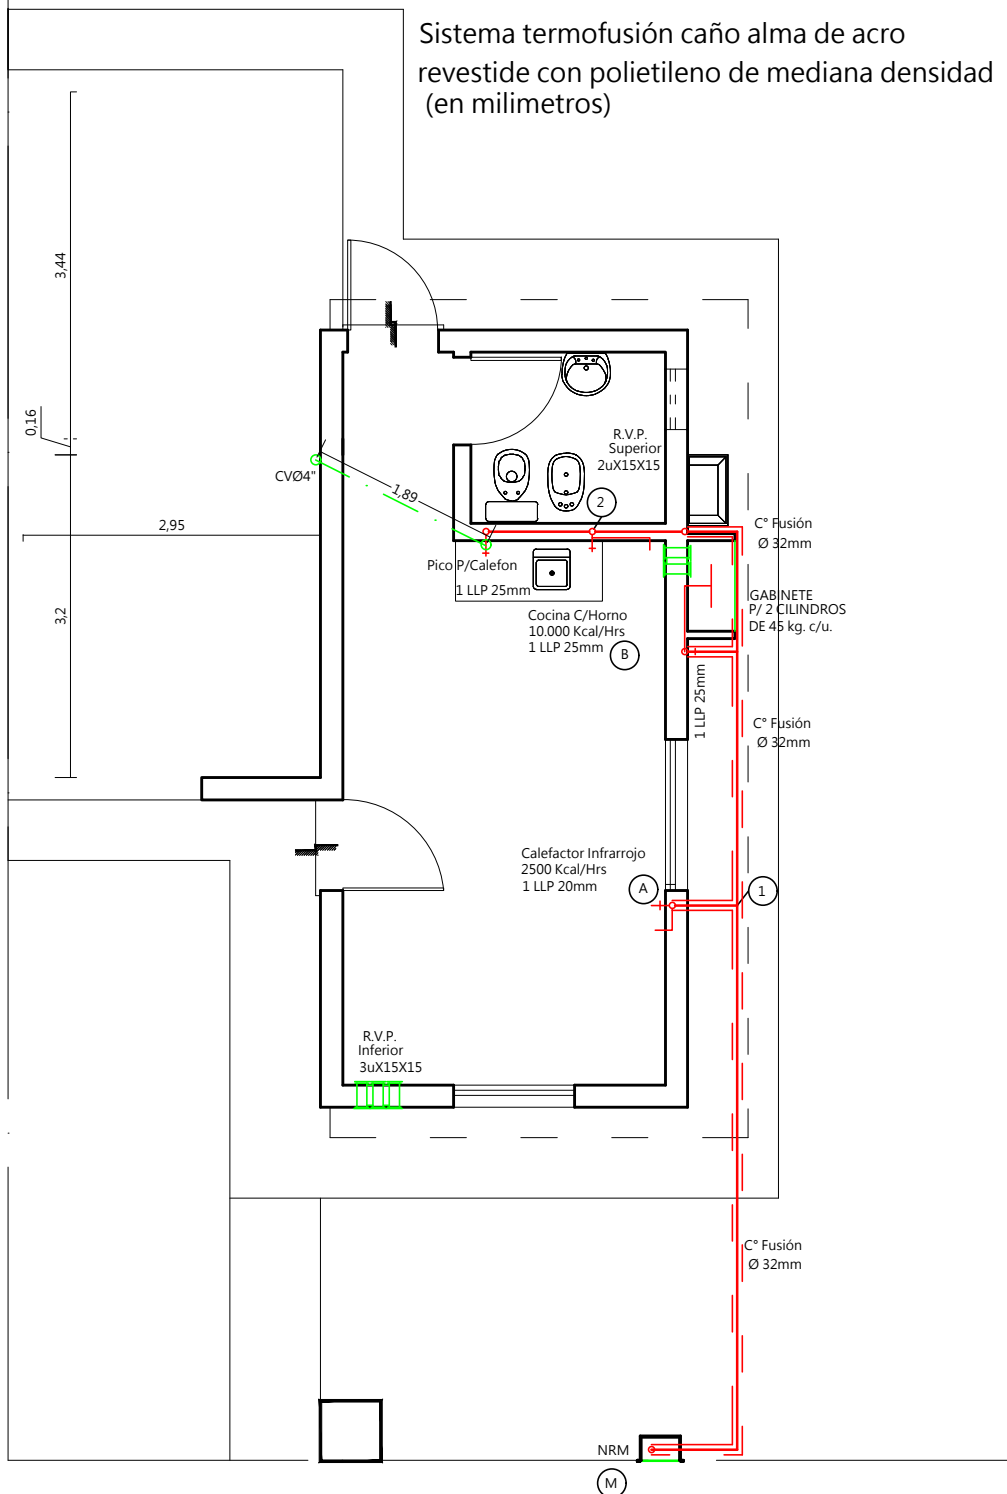 Sistema termofusión caño alma de acro
revestide con polietileno de mediana densidad
(en milimetros)
3,44
0,16
CVØ4"
1,89
2,95
3,2
R.V.P.
Superior
2uX15X15
2
C° Fusión
Ø 32mm
Pico P/Calefon
1 LLP 25mm
Cocina C/Horno
10.000 Kcal/Hrs
1 LLP 25mm
B
GABINETE
P/ 2 CILINDROS
DE 45 kg. c/u.
1 LLP 25mm
C° Fusión
Ø 32mm
Calefactor Infrarrojo
2500 Kcal/Hrs
1 LLP 20mm
A
1
R.V.P.
Inferior
3uX15X15
C° Fusión
Ø 32mm
NRM
M